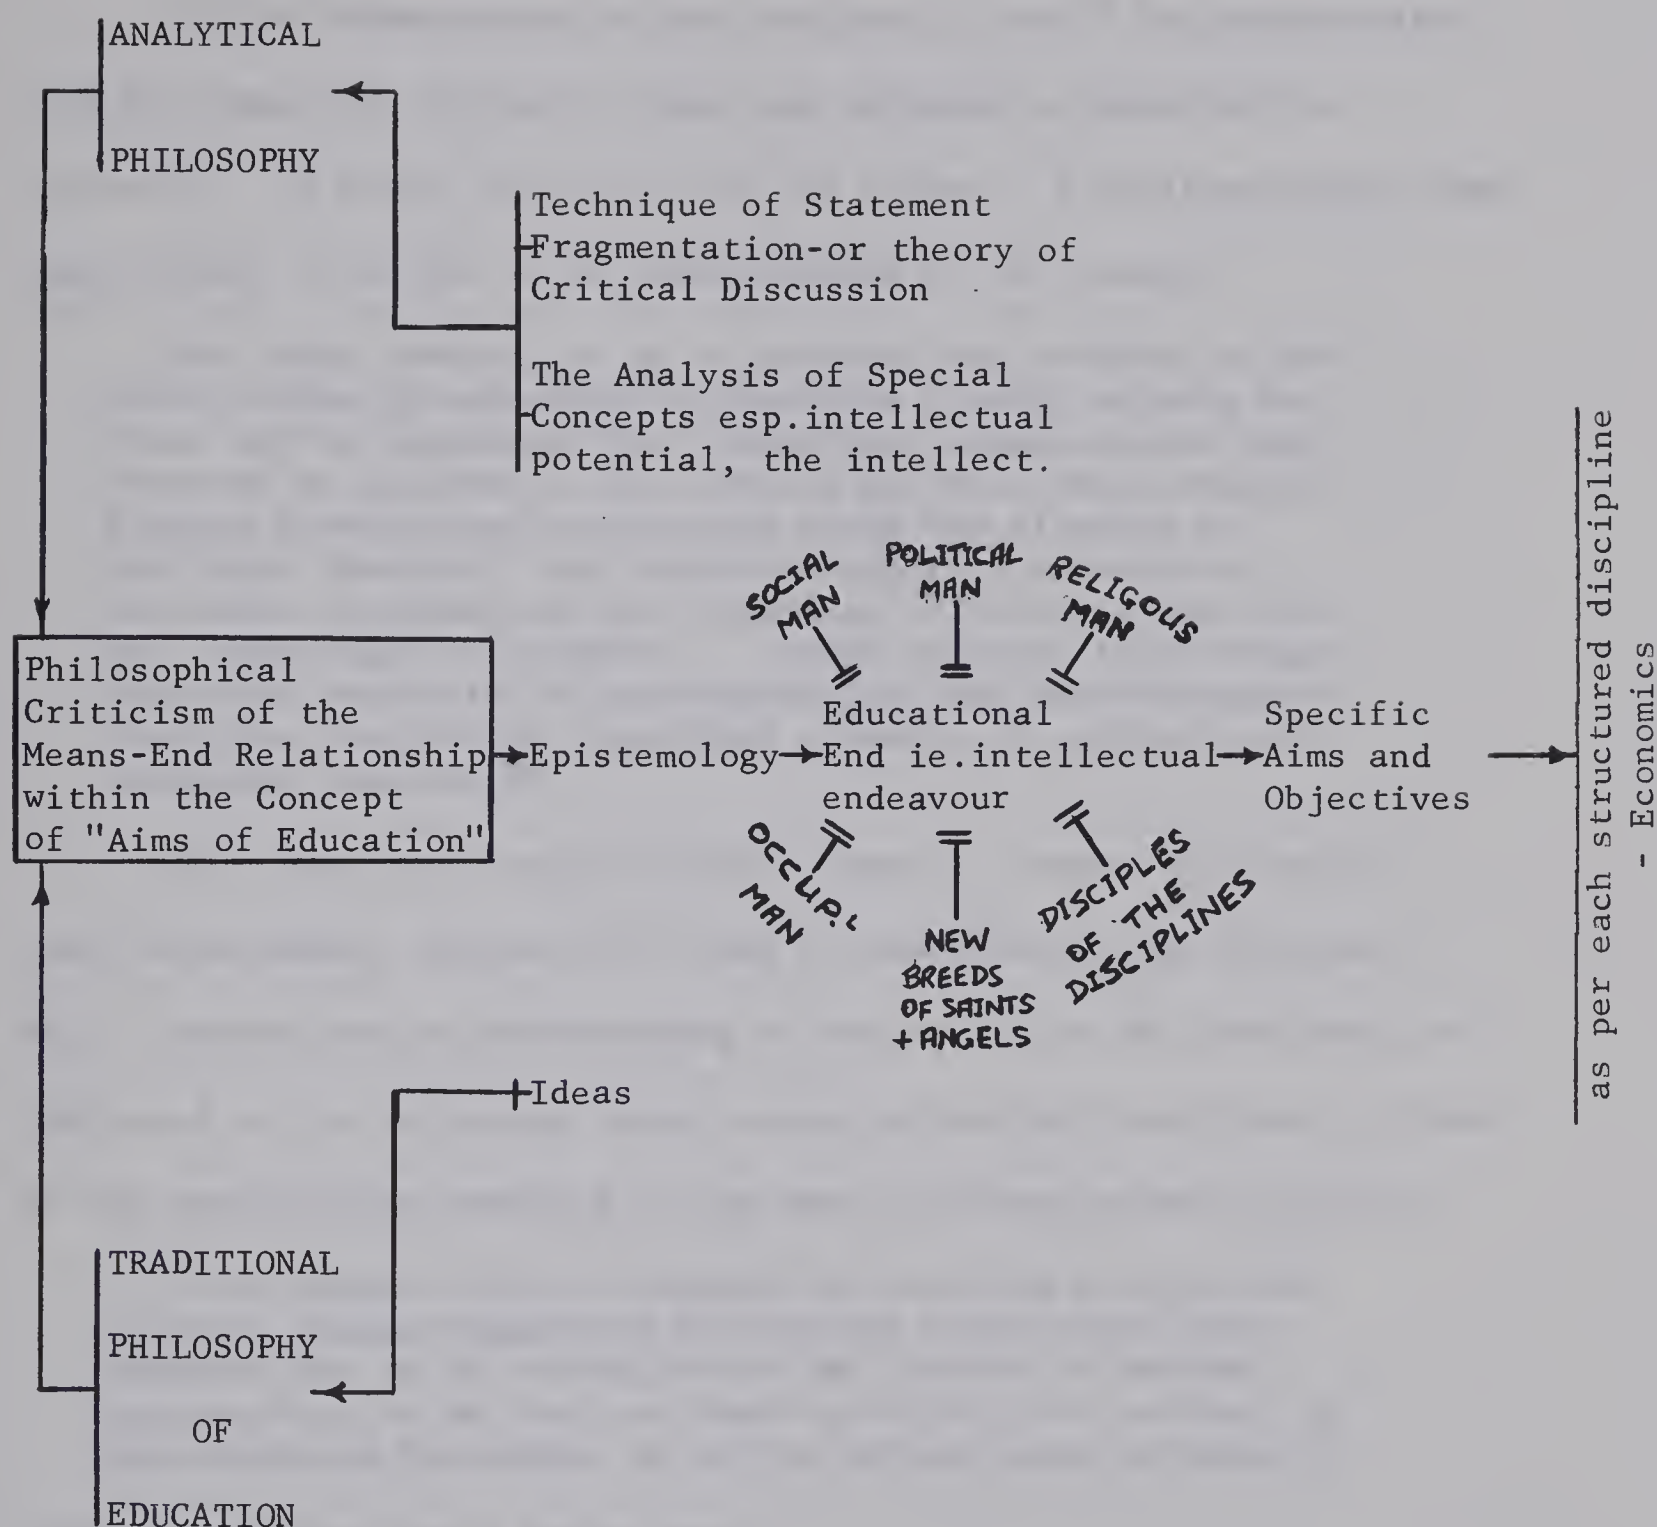 ANALYTICAL
PHILOSOPHY
Technique of Statement
Fragmentation-or theory of
Critical Discussion
The Analysis of Special
Concepts esp.intellectual
potential, the intellect.
SOCIAL
MAN
POLITICAL
MAN
RELIGOUS
MAN
Philosophical
Criticism of the
Means-End Relationship
within the Concept
of "Aims of Education"
Epistemology
Educational
End ie.intellectual
endeavour
Specific
Aims and
Objectives
as per each structured discipline
- Economics
OCCUP.L
MAN
NEW
BREEDS
OF SAINTS
+ ANGELS
DISCIPLES
OF THE
DISCIPLINES
Ideas
TRADITIONAL
PHILOSOPHY
OF
EDUCATION